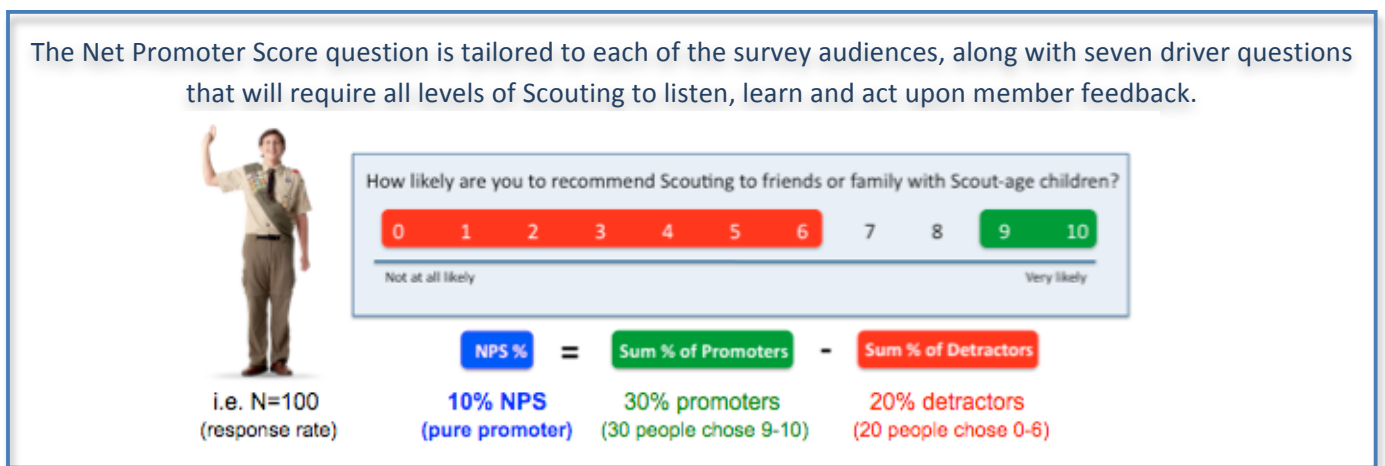 The Net Promoter Score question is tailored to each of the survey audiences, along with seven driver questions
that will require all levels of Scouting to listen, learn and act upon member feedback.
How likely are you to recommend Scouting to friends or family with Scout-age children?
0 1 2 3 4 5 6 7 8 9 10
Not at all likely Very likely
NPS % = Sum % of Promoters - Sum % of Detractors
i.e. N=100 10% NPS 30% promoters 20% detractors
(response rate) (pure promoter) (30 people chose 9-10) (20 people chose 0-6)